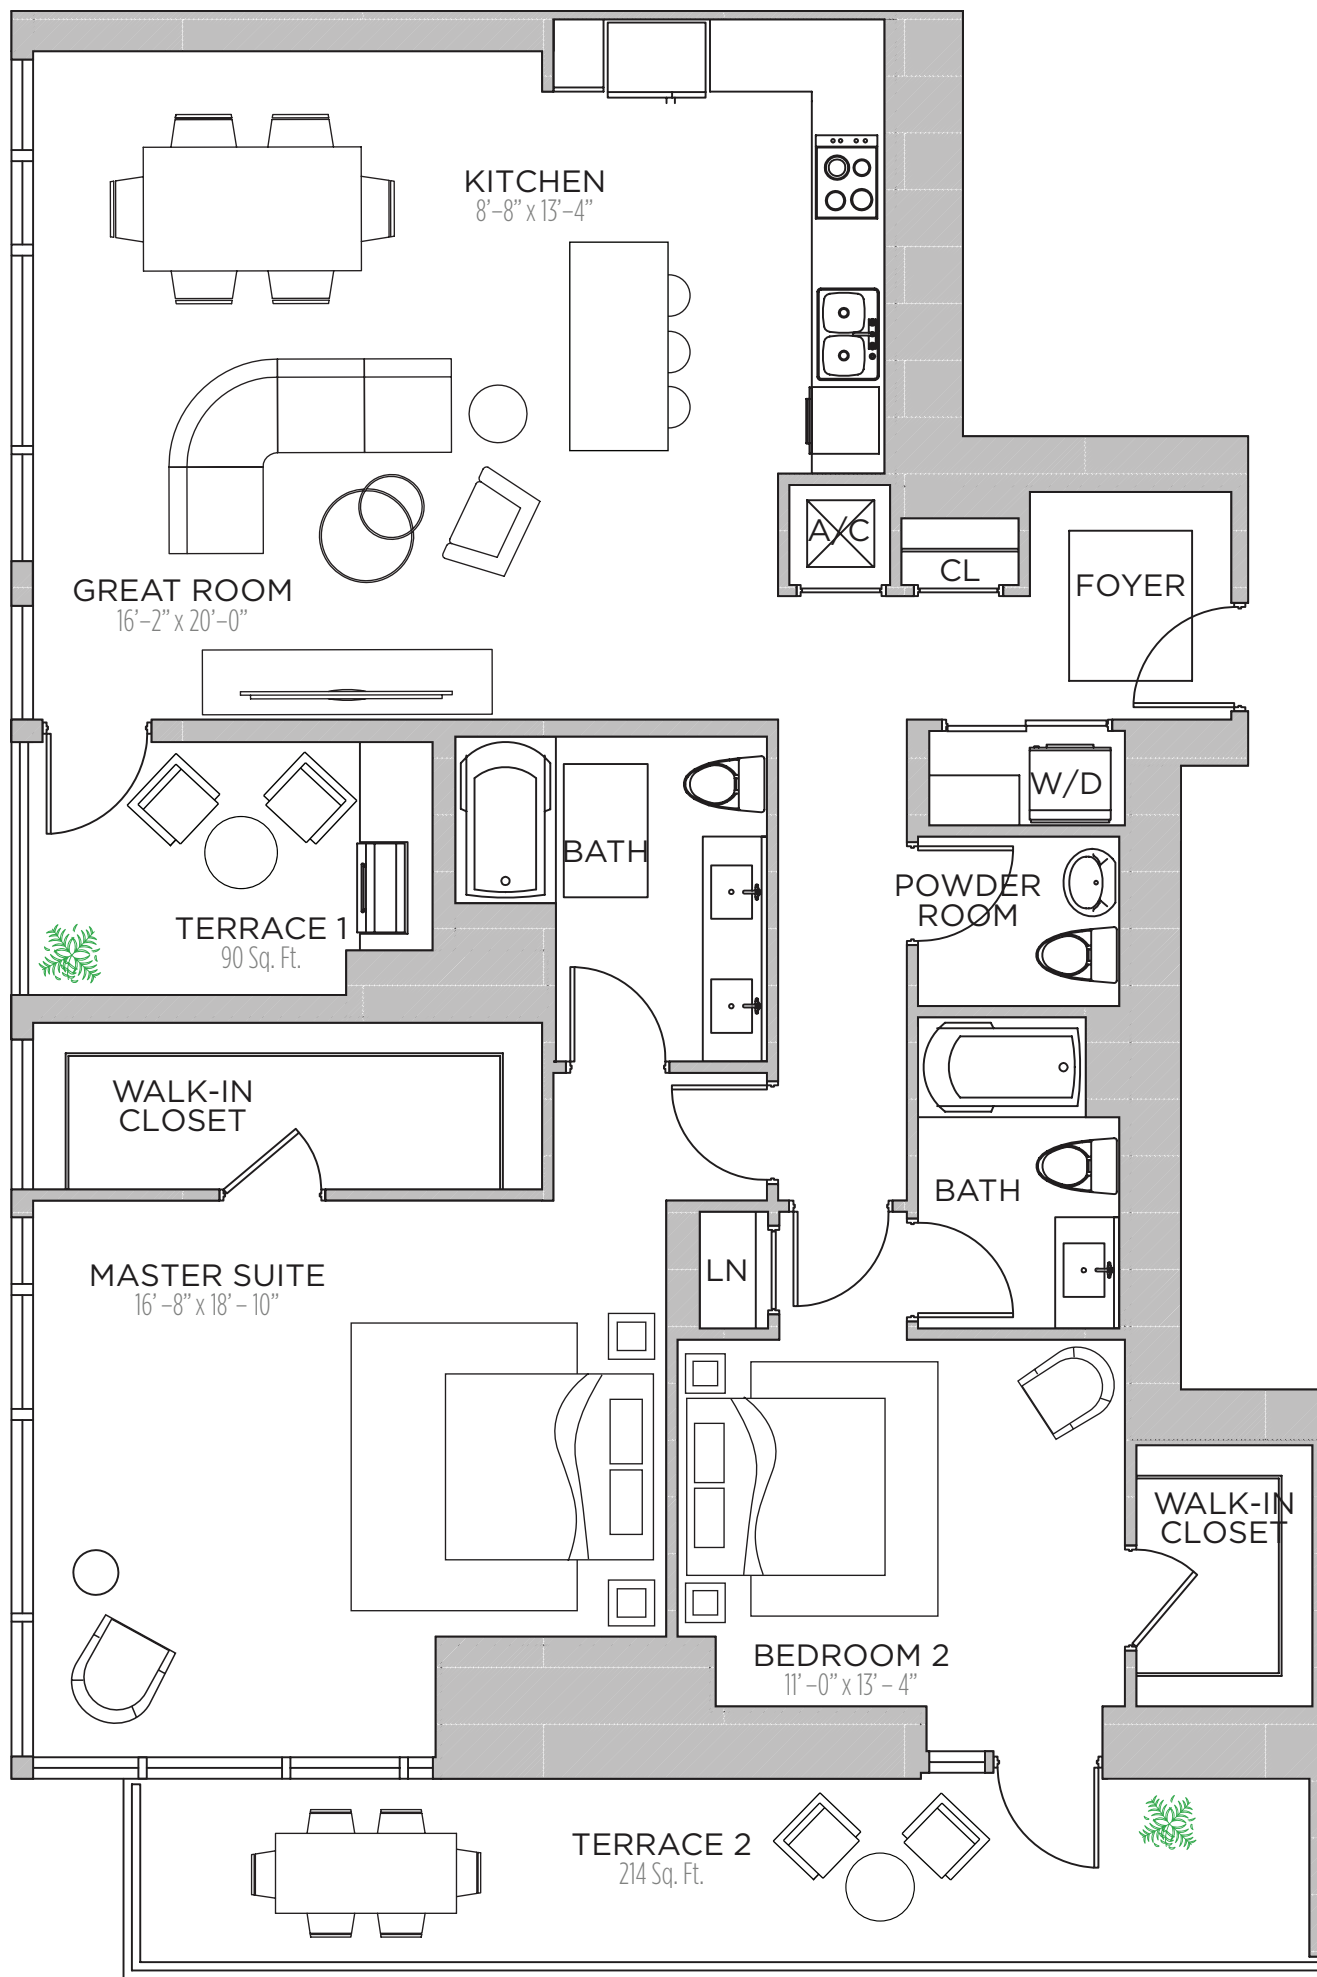 KITCHEN
8'–8" x 13'–4"
A/C
CL
FOYER
GREAT ROOM
16'–2" x 20'–0"
W/D
BATH
POWDER
ROOM
TERRACE 1
90 Sq. Ft.
WALK-IN
CLOSET
BATH
MASTER SUITE
16' –8" x 18' – 10"
LN
WALK-IN
CLOSET
BEDROOM 2
11' –0" x 13' – 4"
TERRACE 2
214 Sq. Ft.